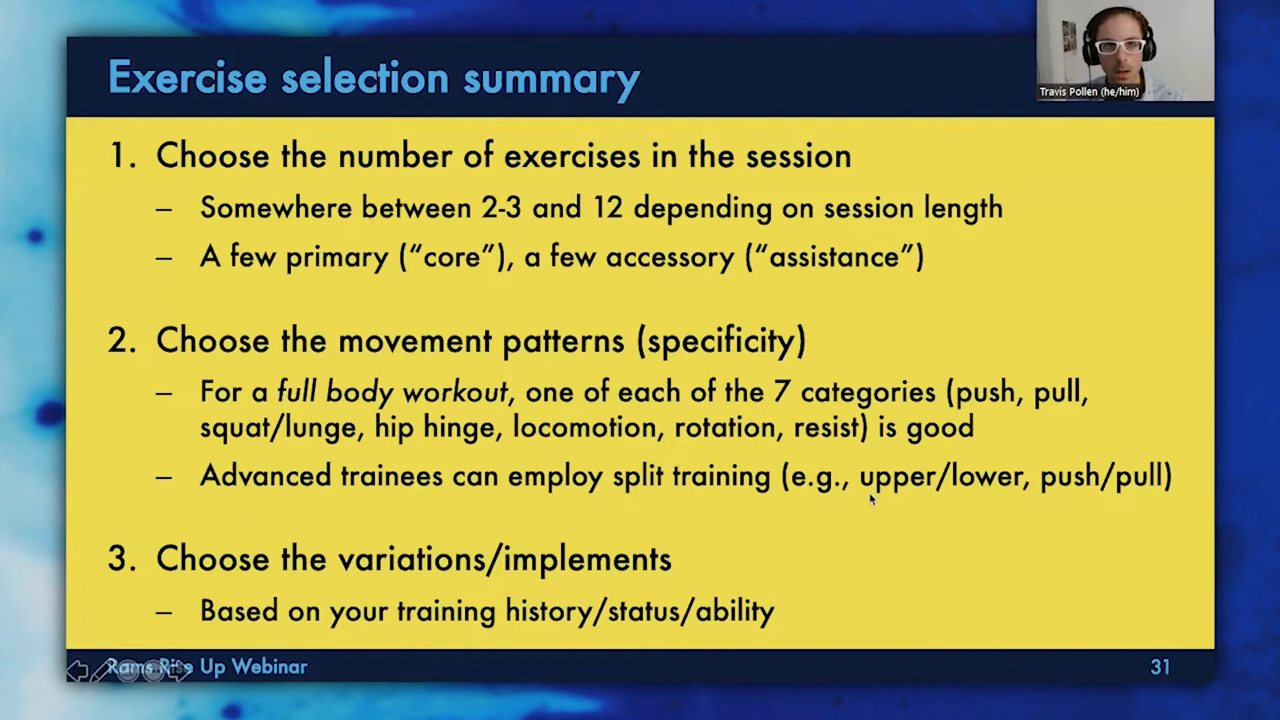 Exercise selection summary
Travis Pollen (he/him)
1. Choose the number of exercises in the session
– Somewhere between 2-3 and 12 depending on session length
– A few primary (“core”), a few accessory (“assistance”)
2. Choose the movement patterns (specificity)
– For a full body workout, one of each of the 7 categories (push, pull,
squat/lunge, hip hinge, locomotion, rotation, resist) is good
– Advanced trainees can employ split training (e.g., upper/lower, push/pull)
3. Choose the variations/implements
– Based on your training history/status/ability
Rams Rise Up Webinar
31